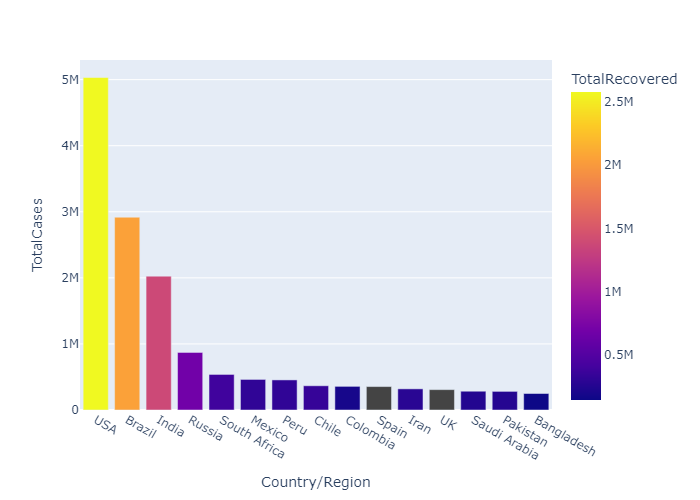 TotalCases
5M
4M
3M
2M
1M
0
USA
Brazil
India
Russia
South Africa
Mexico
Peru
Chile
Colombia
Spain
Iran
UK
Saudi Arabia
Pakistan
Bangladesh
Country/Region
TotalRecovered
2.5M
2M
1.5M
1M
0.5M